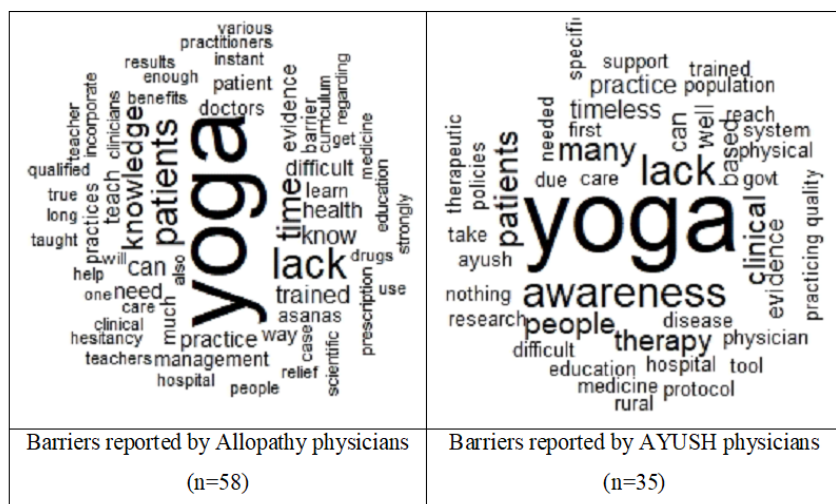 various
practitioners
instant
results
enough
patient
benefits
doctors
teacher
incorporate
clinicians
knowledge
patients
yoga
time
evidence
barrier
curriculum
regarding
get
medicine
difficult
learn
education
qualified
true
long
taught
practices
teach
health
know
strongly
lack
drugs
help
will
can
also
one
need
trained
prescription
use
care
much
asanas
clinical
hesitancy
practice
way
case
scientific
teachers
management
relief
hospital
people
Barriers reported by Allopathy physicians
(n=58)
specifi
support
trained
practice
population
timeless
needed
first
many
can
well
based
reach
system
physical
therapeutic
policies
patients
due
care
lack
govt
take
yoga
clinical
evidence
practicing quality
ayush
nothing
awareness
research
people
disease
therapy
physician
difficult
education
hospital
tool
medicine
protocol
rural
Barriers reported by AYUSH physicians
(n=35)